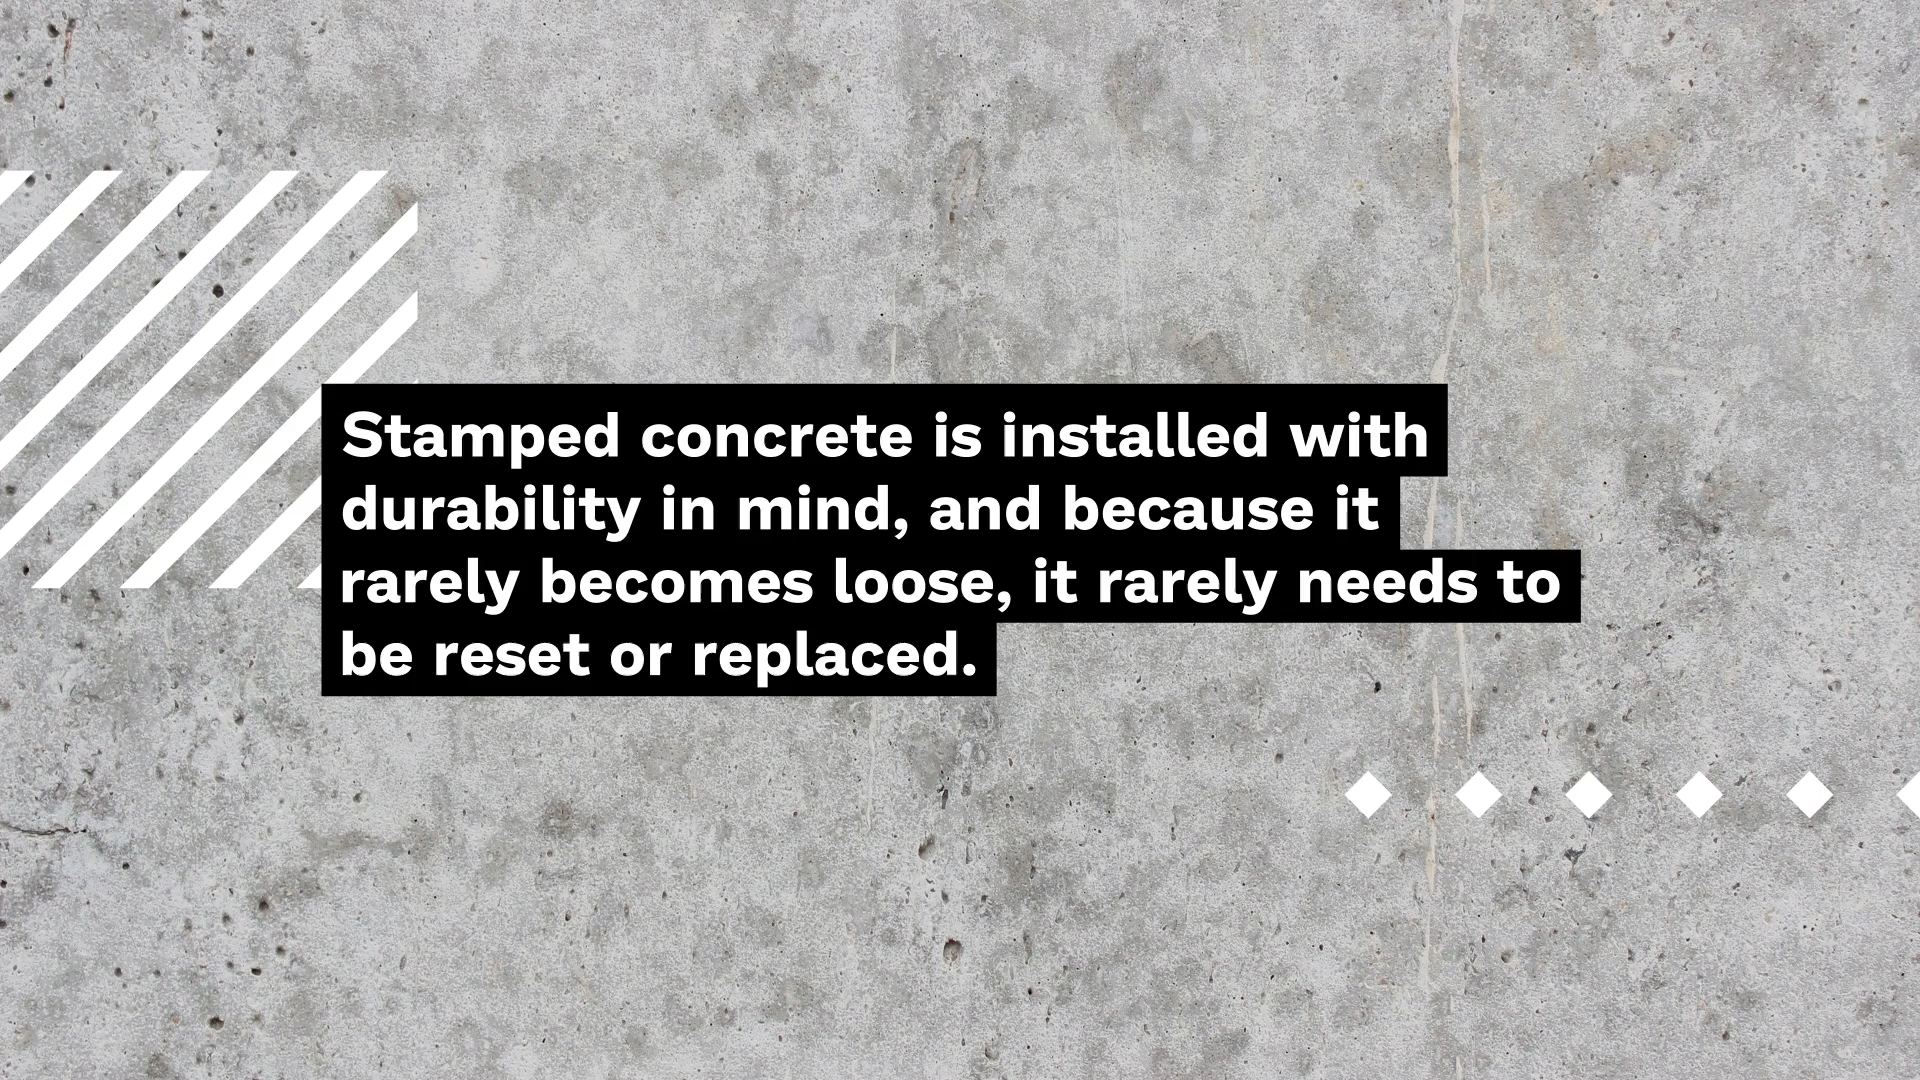 Stamped concrete is installed with
durability in mind, and because it
rarely becomes loose, it rarely needs to
be reset or replaced.